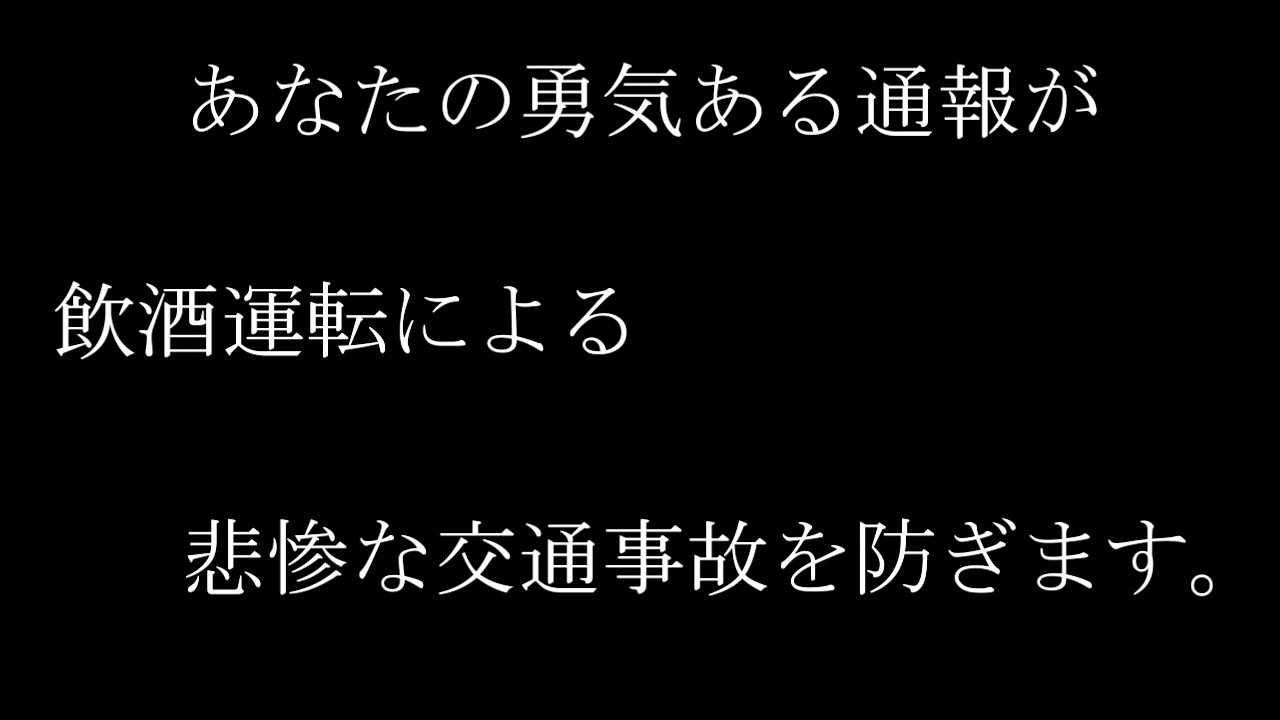 あなたの勇気ある通報が
飲酒運転による
悲惨な交通事故を防ぎます。